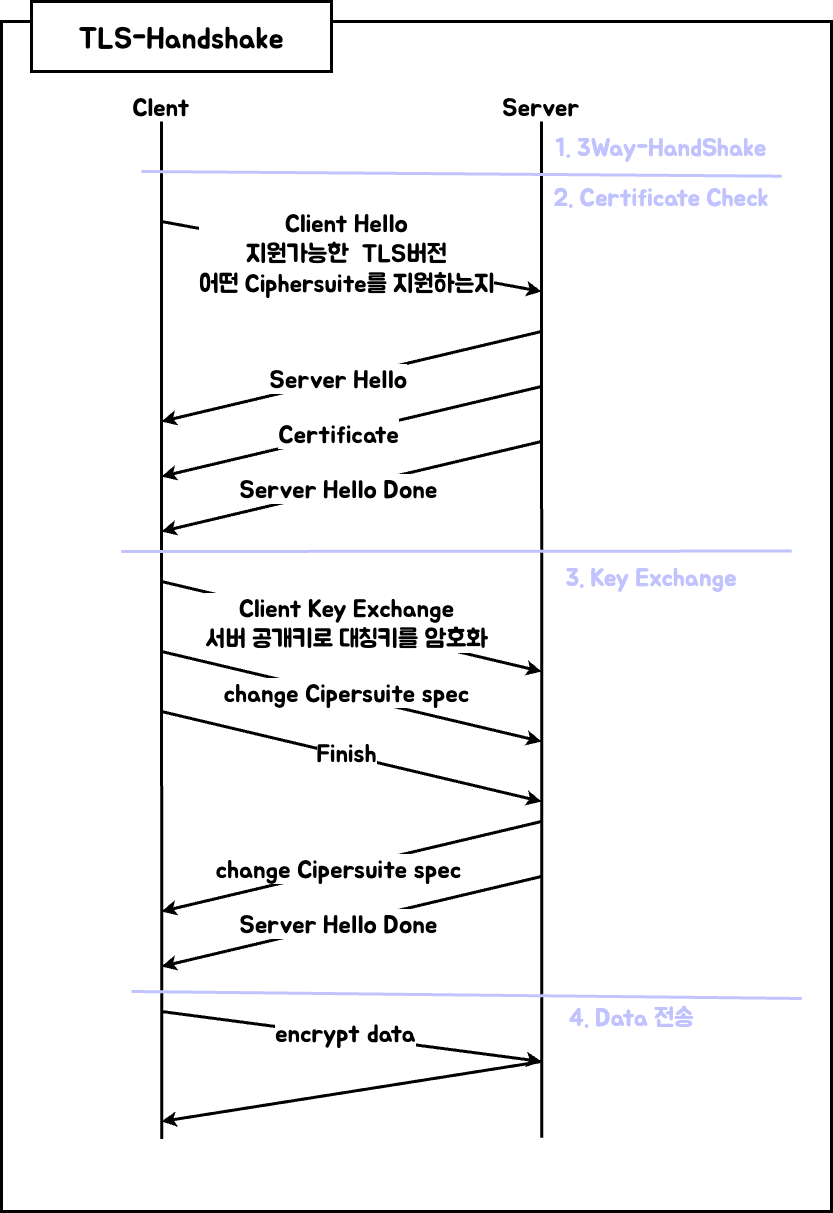 TLS-Handshake
Clent
Server
1. 3Way-HandShake
2. Certificate Check
Client Hello
지원가능한 TLS버전
어떤 Ciphersuite를 지원하는지
Server Hello
Certificate
Server Hello Done
3. Key Exchange
Client Key Exchange
서버 공개키로 대칭키를 암호화
change Cipersuite spec
Finish
change Cipersuite spec
Server Hello Done
4. Data 전송
encrypt data